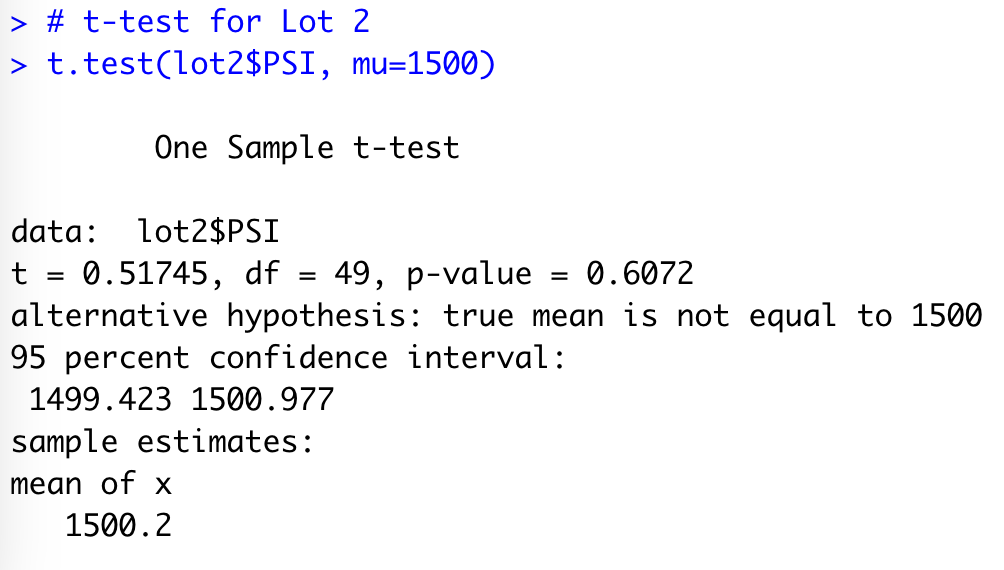 > # t-test for Lot 2
> t.test(lot2$PSI, mu=1500)
One Sample t-test
data:  lot2$PSI
t = 0.51745, df = 49, p-value = 0.6072
alternative hypothesis: true mean is not equal to 1500
95 percent confidence interval:
1499.423 1500.977
sample estimates:
mean of x
1500.2